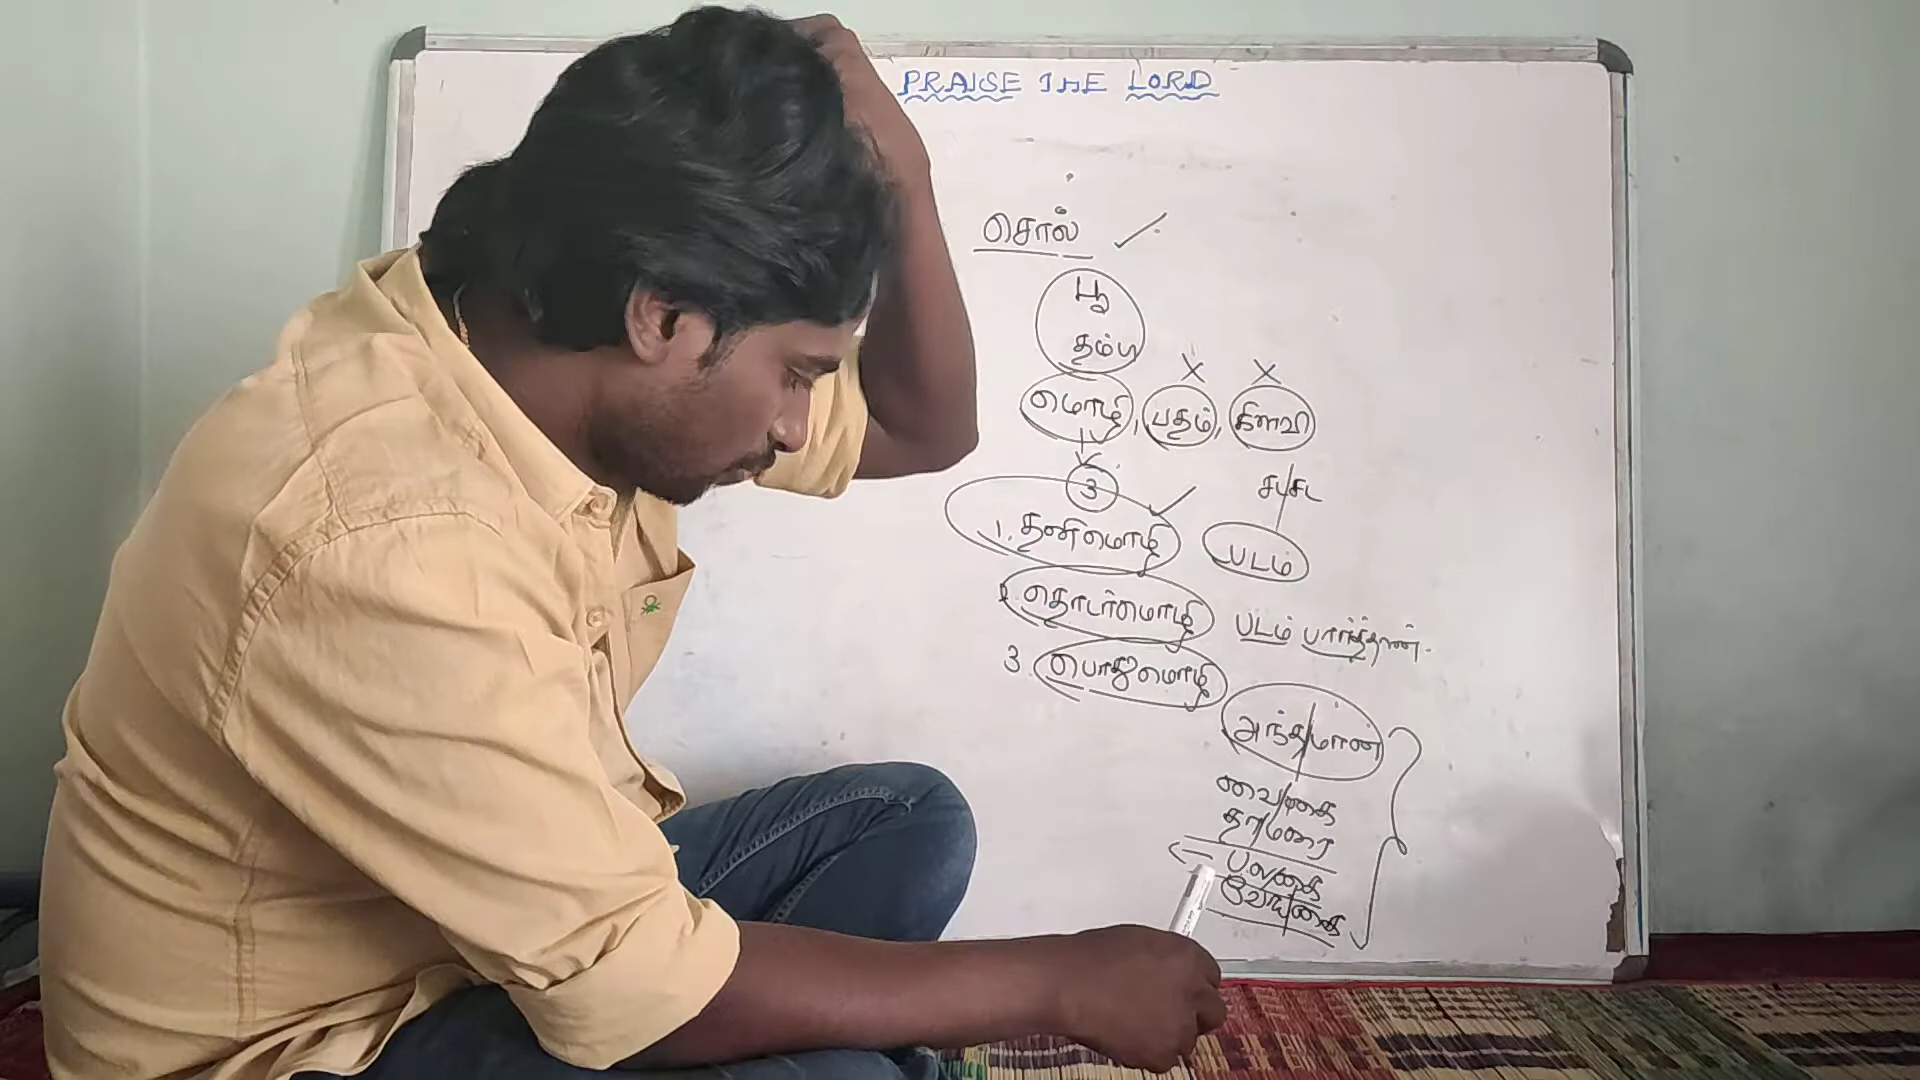 PRAISE THE LORD
சொல்
பூ
தம்பி
மொழி, பதம், கிளவி
3
1. தனிமொழி படம்
2. தொடர்மொழி படம் பார்த்தான்.
3. பொதுமொழி
அந்தமான்
வைகை
தாமரை
பலகை
வேங்கை